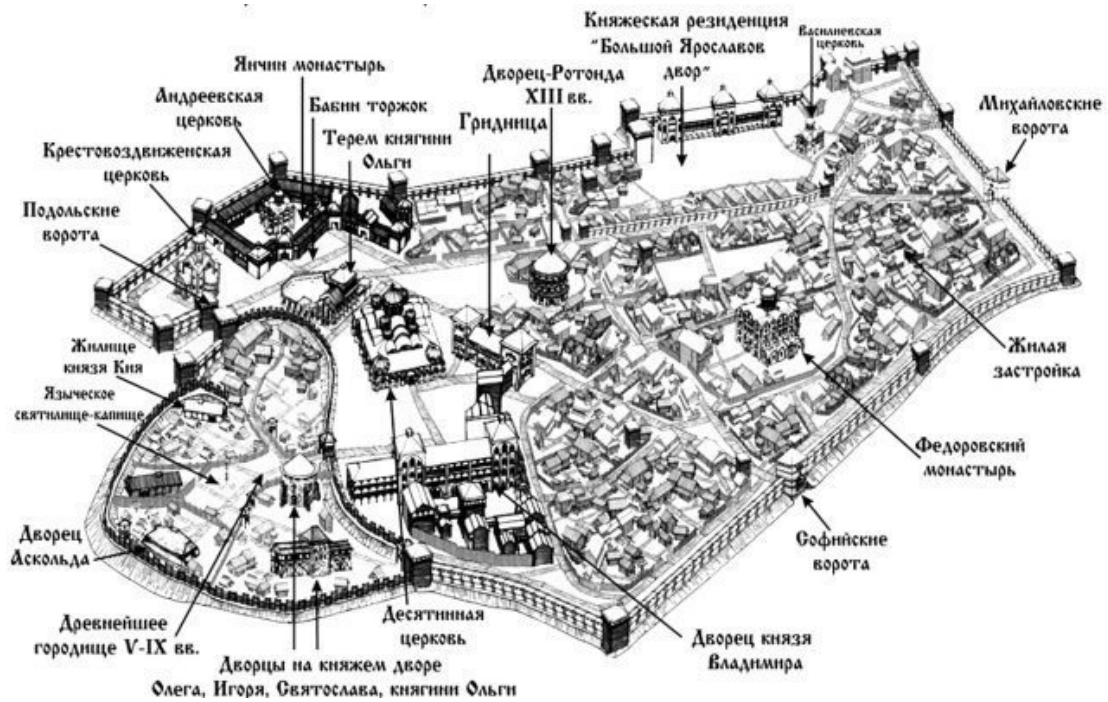 Княжеская резиденция
"Большой Ярославов
двор"
Василиевская
церковь
Янчин монастырь
Дворец-Ротонда
XIII вв.
Андреевская
церковь
Бабин торжок
Гридница
Михайловские
ворота
Терем княгини
Ольги
Крестовоздвиженская
церковь
Подольские
ворота
Жилище
князя Кия
Языческое
святилище-капище
Жилая
застройка
Федоровский
монастырь
Дворец
Аскольда
Софийские
ворота
Древнейшее
городище V-IX вв.
Десятинная
церковь
Дворец князя
Владимира
Дворцы на княжем дворе
Олега, Игоря, Святослава, княгини Ольги